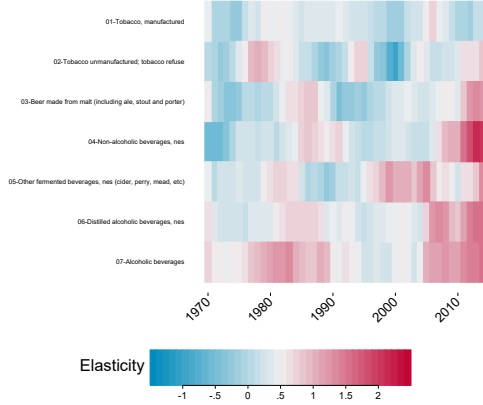 01-Tobacco, manufactured
02-Tobacco unmanufactured; tobacco refuse
03-Beer made from malt (including ale, stout and porter)
04-Non-alcoholic beverages, nes
05-Other fermented beverages, nes (cider, perry, mead, etc)
06-Distilled alcoholic beverages, nes
07-Alcoholic beverages
1970 1980 1990 2000 2010
Elasticity
-1 -.5 0 .5 1 1.5 2